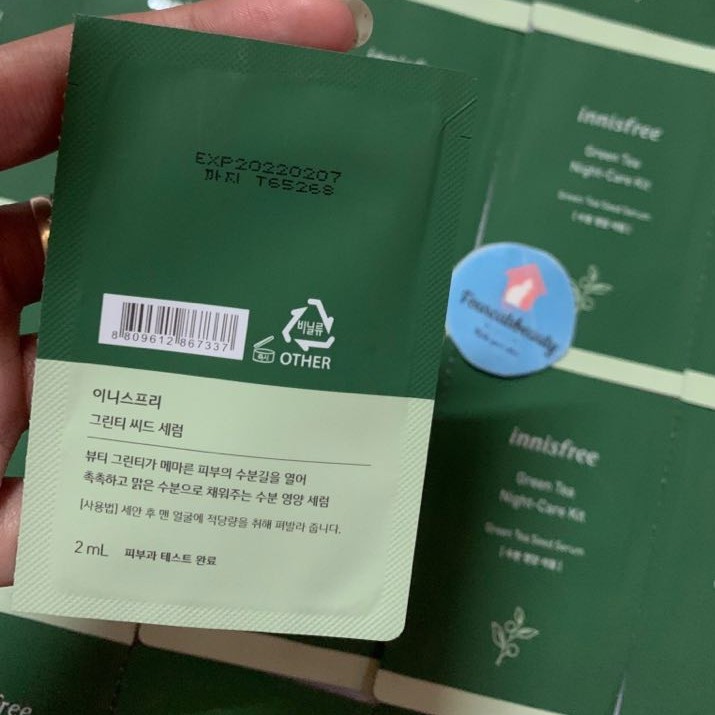 EXP20220207
까지 T65268
8 809612 867337
비닐류
즉시
OTHER
이니스프리
그린티 씨드 세럼
뷰티 그린티가 메마른 피부의 수분길을 열어
촉촉하고 맑은 수분으로 채워주는 수분 영양 세럼
[사용법] 세안 후 맨 얼굴에 적당량을 취해 펴발라 줍니다.
2 mL 피부과 테스트 완료
innisfree
Green Tea
Night-Care Kit
Green Tea Seed Serum
innisfree
Green Tea
Night-Care Kit
Green Tea Seed Serum